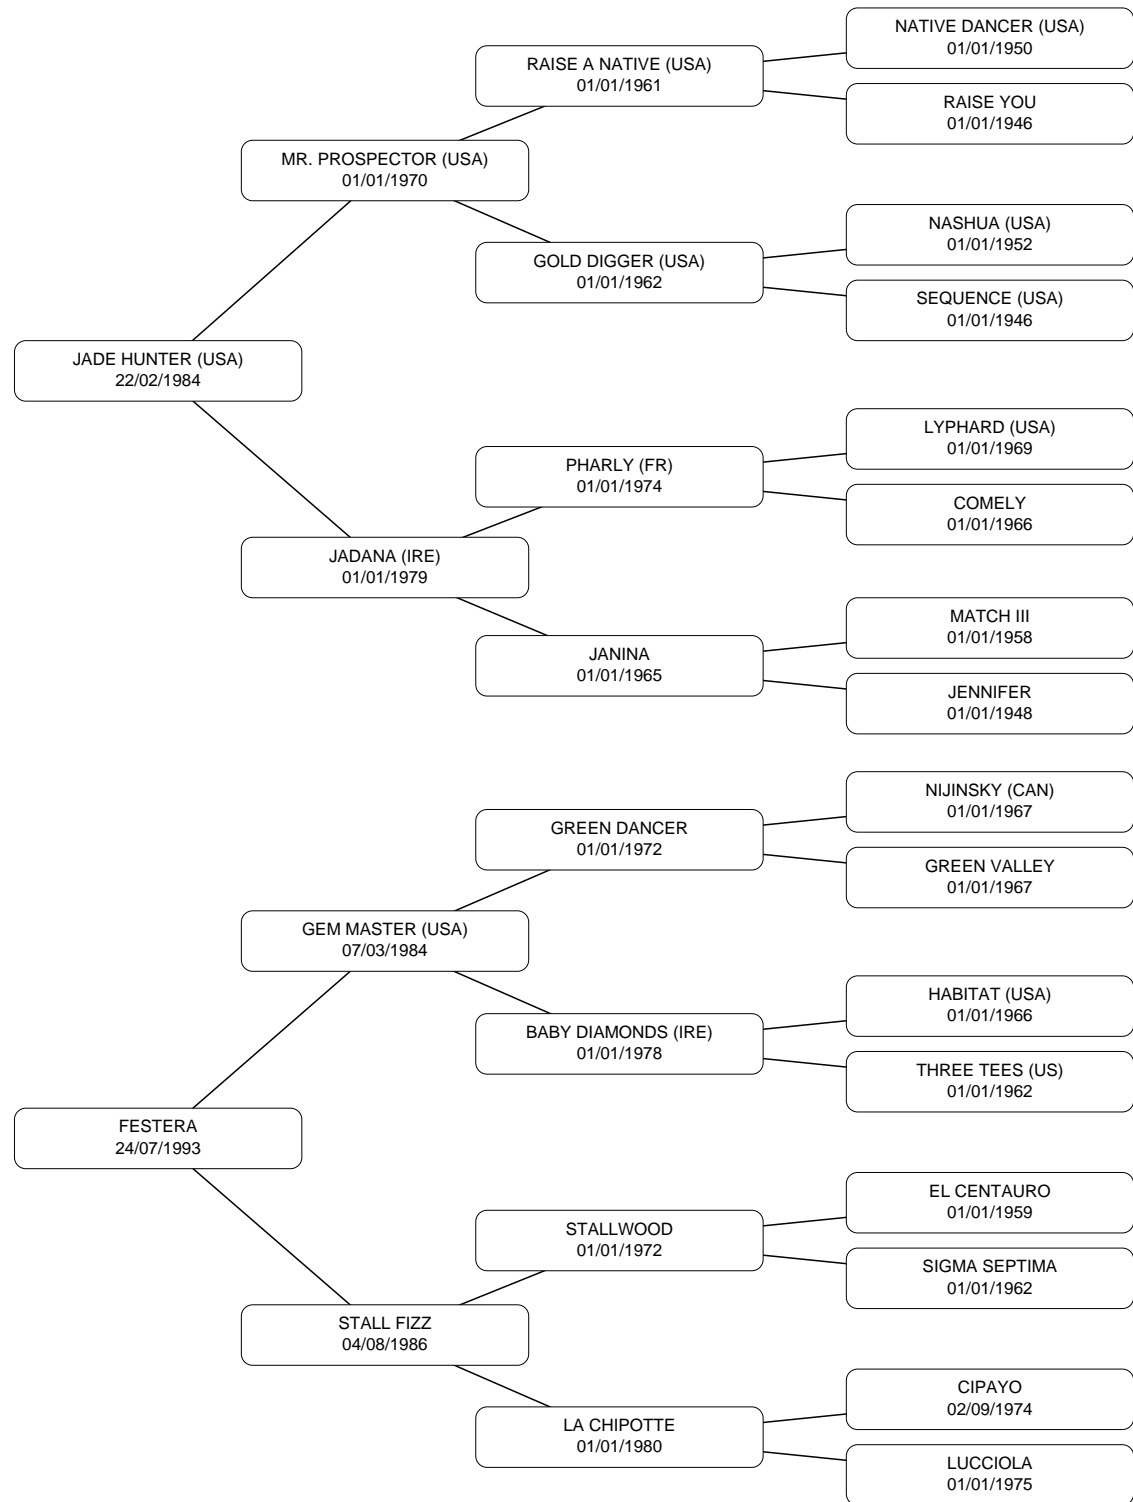 NATIVE DANCER (USA)
01/01/1950
RAISE A NATIVE (USA)
01/01/1961
RAISE YOU
01/01/1946
MR. PROSPECTOR (USA)
01/01/1970
NASHUA (USA)
01/01/1952
GOLD DIGGER (USA)
01/01/1962
SEQUENCE (USA)
01/01/1946
JADE HUNTER (USA)
22/02/1984
LYPHARD (USA)
01/01/1969
PHARLY (FR)
01/01/1974
COMELY
01/01/1966
JADANA (IRE)
01/01/1979
MATCH III
01/01/1958
JANINA
01/01/1965
JENNIFER
01/01/1948
NIJINSKY (CAN)
01/01/1967
GREEN DANCER
01/01/1972
GREEN VALLEY
01/01/1967
GEM MASTER (USA)
07/03/1984
HABITAT (USA)
01/01/1966
BABY DIAMONDS (IRE)
01/01/1978
THREE TEES (US)
01/01/1962
FESTERA
24/07/1993
EL CENTAURO
01/01/1959
STALLWOOD
01/01/1972
SIGMA SEPTIMA
01/01/1962
STALL FIZZ
04/08/1986
CIPAYO
02/09/1974
LA CHIPOTTE
01/01/1980
LUCCIOLA
01/01/1975